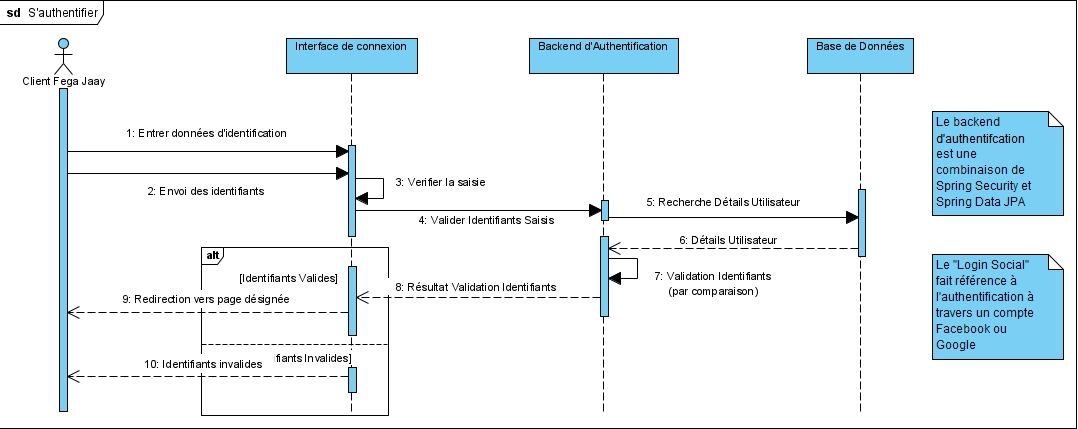 sd S'authentifier
Client Fega Jaay
Interface de connexion
Backend d'Authentification
Base de Données
1: Entrer données d'identification
2: Envoi des identifiants
3: Verifier la saisie
4: Valider Identifiants Saisis
5: Recherche Détails Utilisateur
6: Détails Utilisateur
7: Validation Identifiants
(par comparaison)
alt
[Identifiants Valides]
8: Résultat Validation Identifiants
9: Redirection vers page désignée
fiants Invalides]
10: Identifiants invalides
Le backend
d'authentifcation
est une
combinaison de
Spring Security et
Spring Data JPA
Le "Login Social"
fait référence à
l'authentification à
travers un compte
Facebook ou
Google